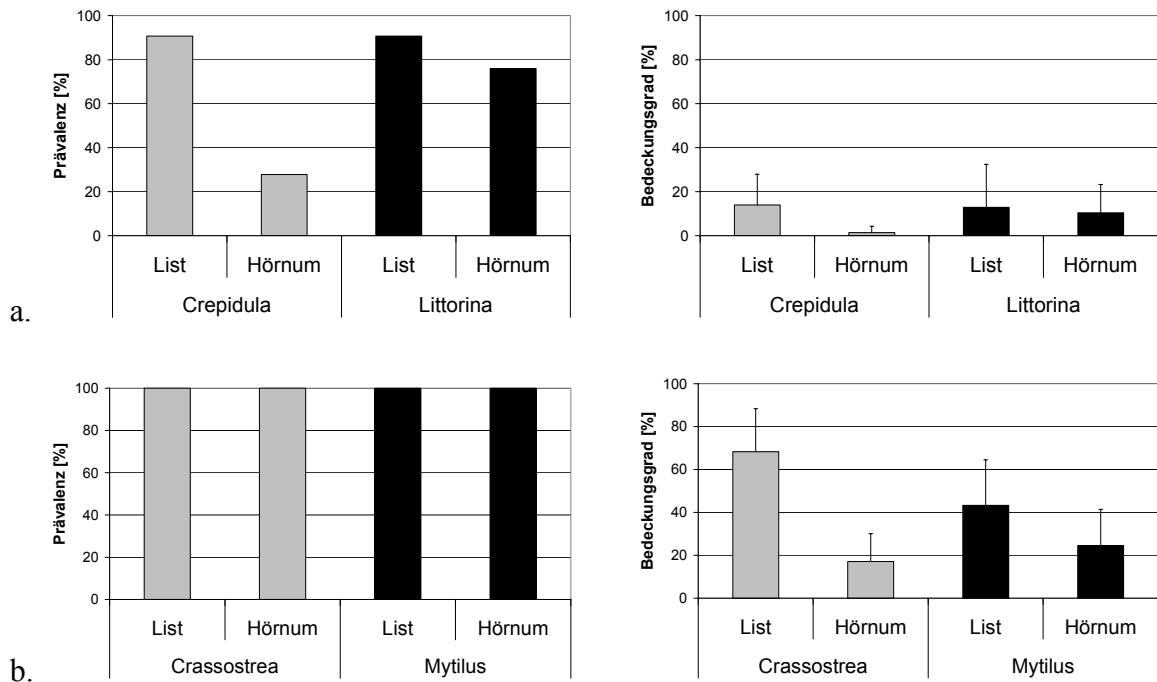 Prävalenz [%]
100
80
60
40
20
0
List Hörnum List Hörnum
Crepidula Littorina
Bedeckungsgrad [%]
100
80
60
40
20
0
List Hörnum List Hörnum
Crepidula Littorina
a.
Prävalenz [%]
100
80
60
40
20
0
List Hörnum List Hörnum
Crassostrea Mytilus
Bedeckungsgrad [%]
100
80
60
40
20
0
List Hörnum List Hörnum
Crassostrea Mytilus
b.